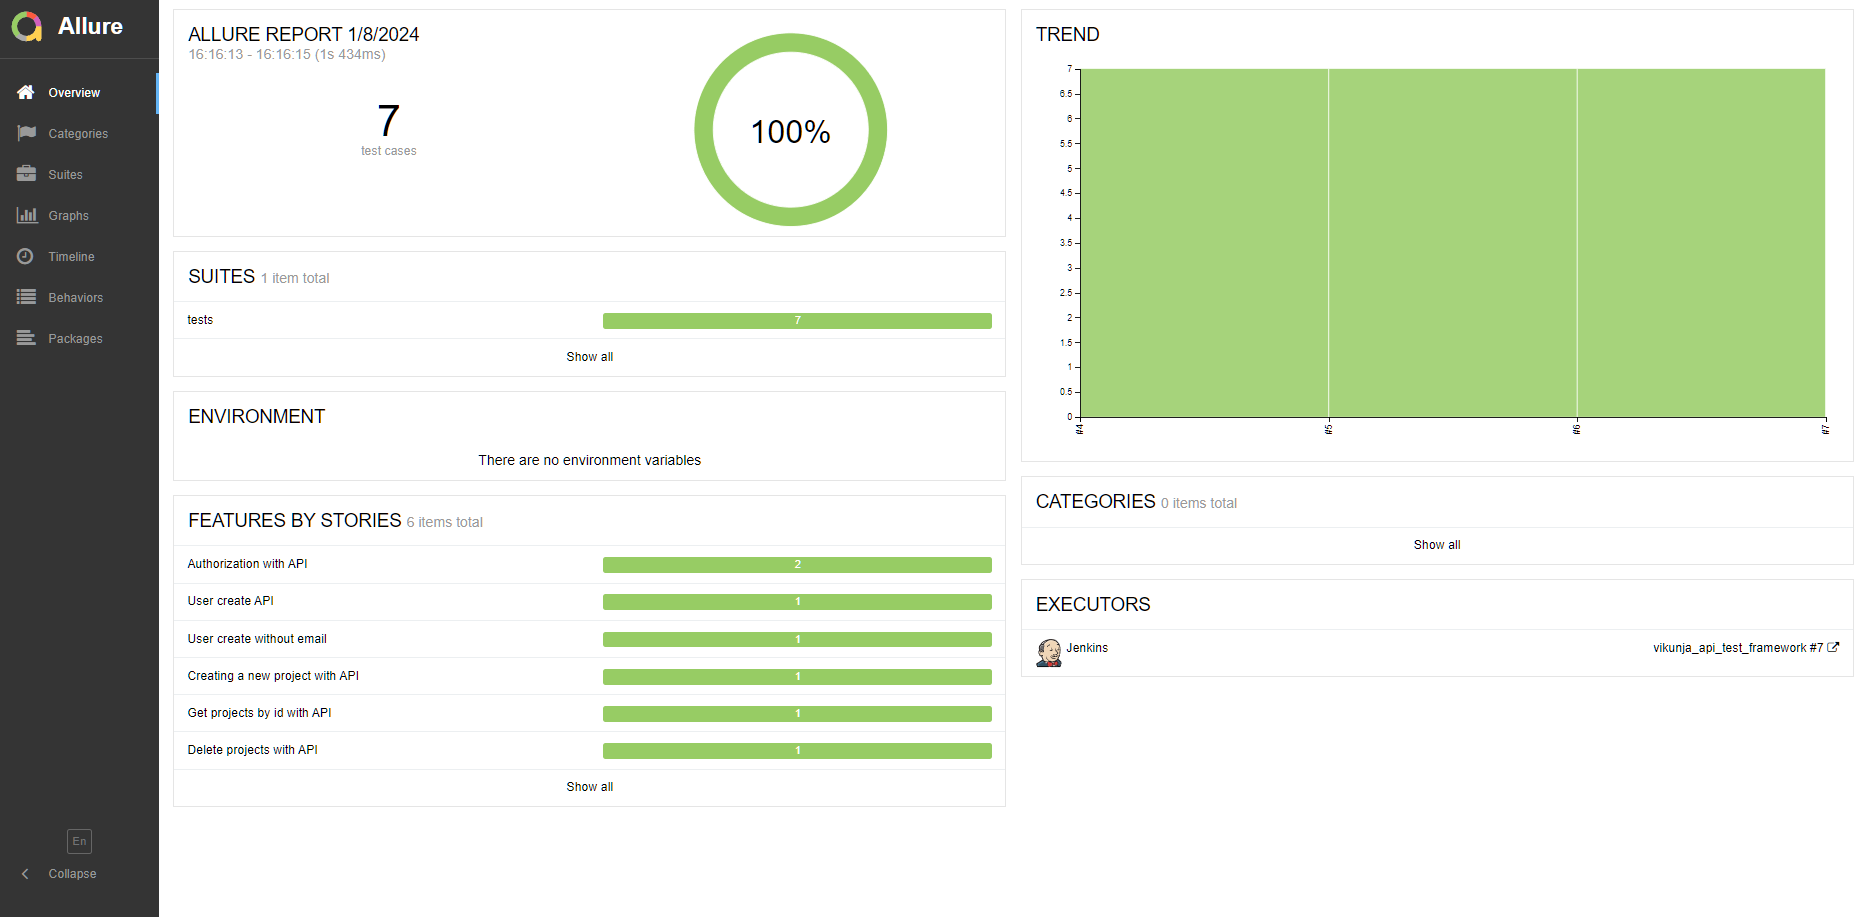 Allure
Overview
Categories
Suites
Graphs
Timeline
Behaviors
Packages
En
Collapse
ALLURE REPORT 1/8/2024
16:16:13 - 16:16:15 (1s 434ms)
7
test cases
100%
SUITES 1 item total
tests 7
Show all
ENVIRONMENT
There are no environment variables
FEATURES BY STORIES 6 items total
Authorization with API 2
User create API 1
User create without email 1
Creating a new project with API 1
Get projects by id with API 1
Delete projects with API 1
Show all
TREND
7
6.5
6
5.5
5
4.5
4
3.5
3
2.5
2
1.5
1
0.5
0
#4 #5 #6 #7
CATEGORIES 0 items total
Show all
EXECUTORS
Jenkins vikunja_api_test_framework #7